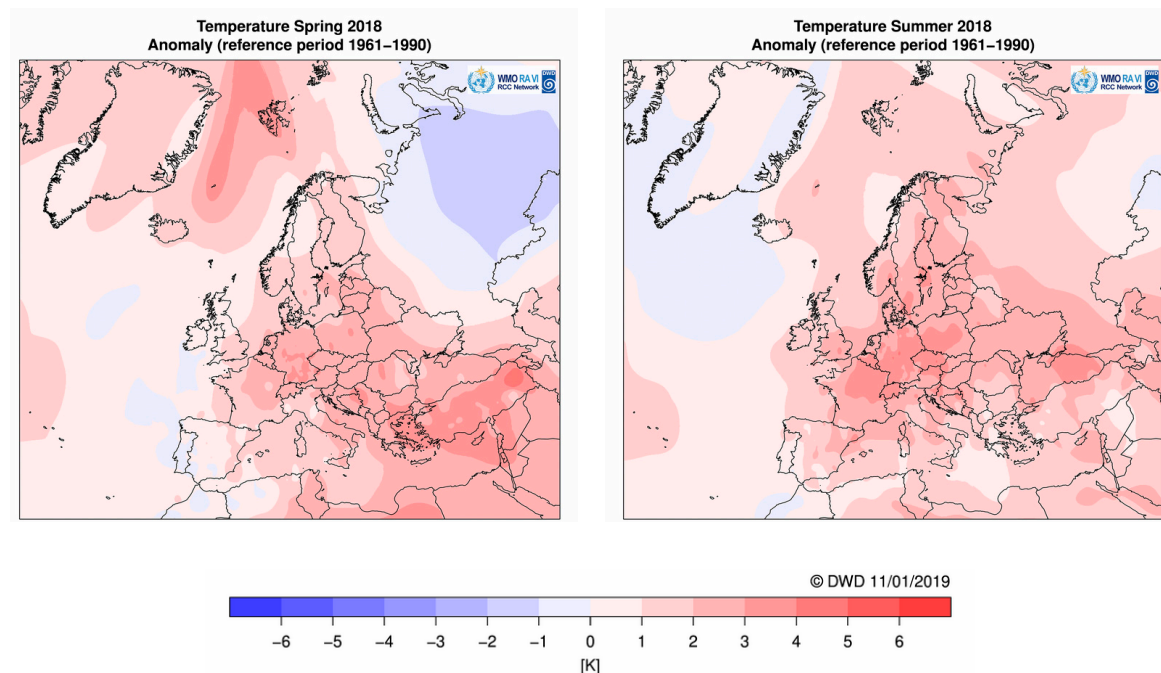 Temperature Spring 2018
Anomaly (reference period 1961−1990)
WMO RA VI
RCC Network
DWD
Temperature Summer 2018
Anomaly (reference period 1961−1990)
WMO RA VI
RCC Network
DWD
© DWD 11/01/2019
−6 −5 −4 −3 −2 −1 0 1 2 3 4 5 6
[K]